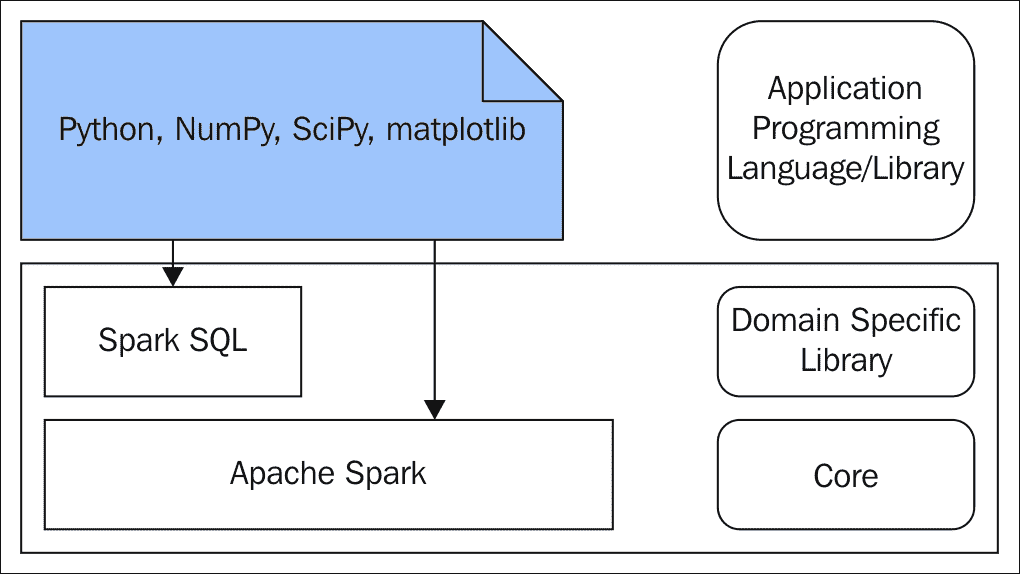 Python, NumPy, SciPy, matplotlib
Application
Programming
Language/Library
Spark SQL
Domain Specific
Library
Apache Spark
Core